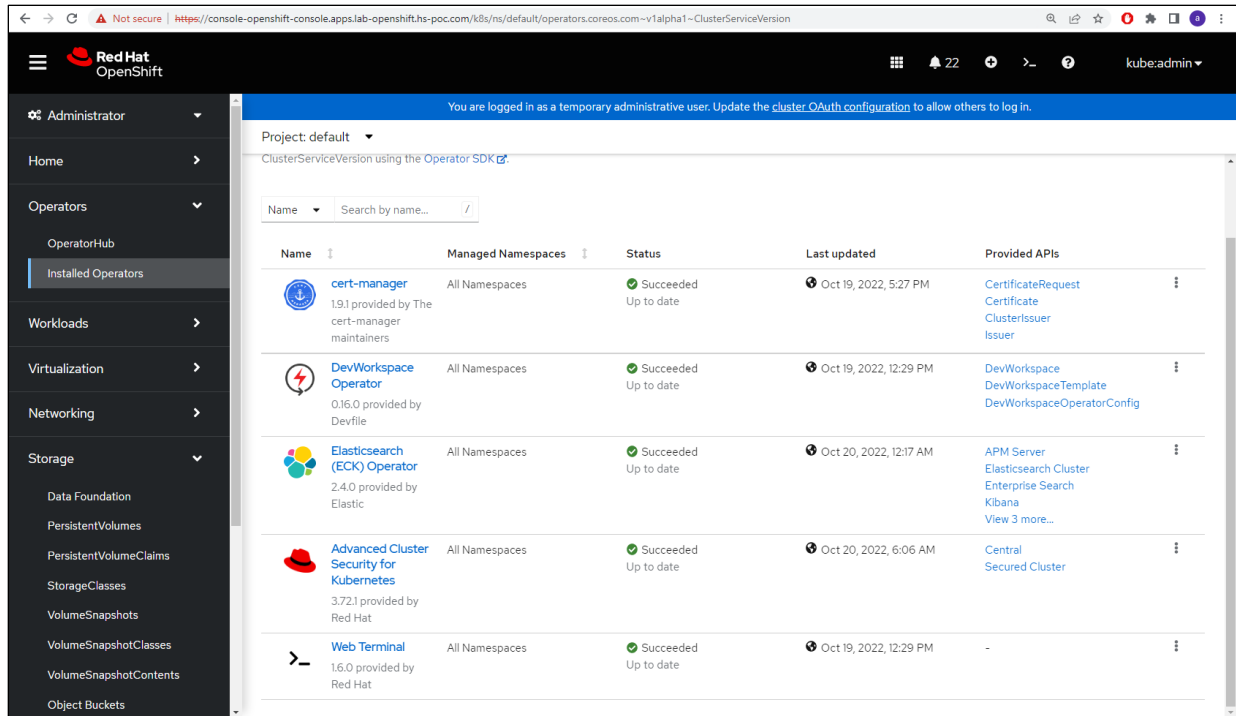 Not secure | https://console-openshift-console.apps.lab-openshift.hs-poc.com/k8s/ns/default/operators.coreos.com~v1alpha1~ClusterServiceVersion
a
Red Hat
OpenShift
22
kube:admin
Administrator
You are logged in as a temporary administrative user. Update the cluster OAuth configuration to allow others to log in.
Project: default
Home
ClusterServiceVersion using the Operator SDK.
Operators
OperatorHub
Installed Operators
Workloads
Virtualization
Networking
Storage
Data Foundation
PersistentVolumes
PersistentVolumeClaims
StorageClasses
VolumeSnapshots
VolumeSnapshotClasses
VolumeSnapshotContents
Object Buckets
Name Search by name... /
Name Managed Namespaces Status Last updated Provided APIs
cert-manager All Namespaces Succeeded Oct 19, 2022, 5:27 PM CertificateRequest
1.9.1 provided by The Up to date Certificate
cert-manager ClusterIssuer
maintainers Issuer
DevWorkspace All Namespaces Succeeded Oct 19, 2022, 12:29 PM DevWorkspace
Operator Up to date DevWorkspaceTemplate
0.16.0 provided by DevWorkspaceOperatorConfig
Devfile
Elasticsearch All Namespaces Succeeded Oct 20, 2022, 12:17 AM APM Server
(ECK) Operator Up to date Elasticsearch Cluster
2.4.0 provided by Enterprise Search
Elastic Kibana
View 3 more...
Advanced Cluster All Namespaces Succeeded Oct 20, 2022, 6:06 AM Central
Security for Up to date Secured Cluster
Kubernetes
3.72.1 provided by
Red Hat
Web Terminal All Namespaces Succeeded Oct 19, 2022, 12:29 PM -
1.6.0 provided by Up to date
Red Hat